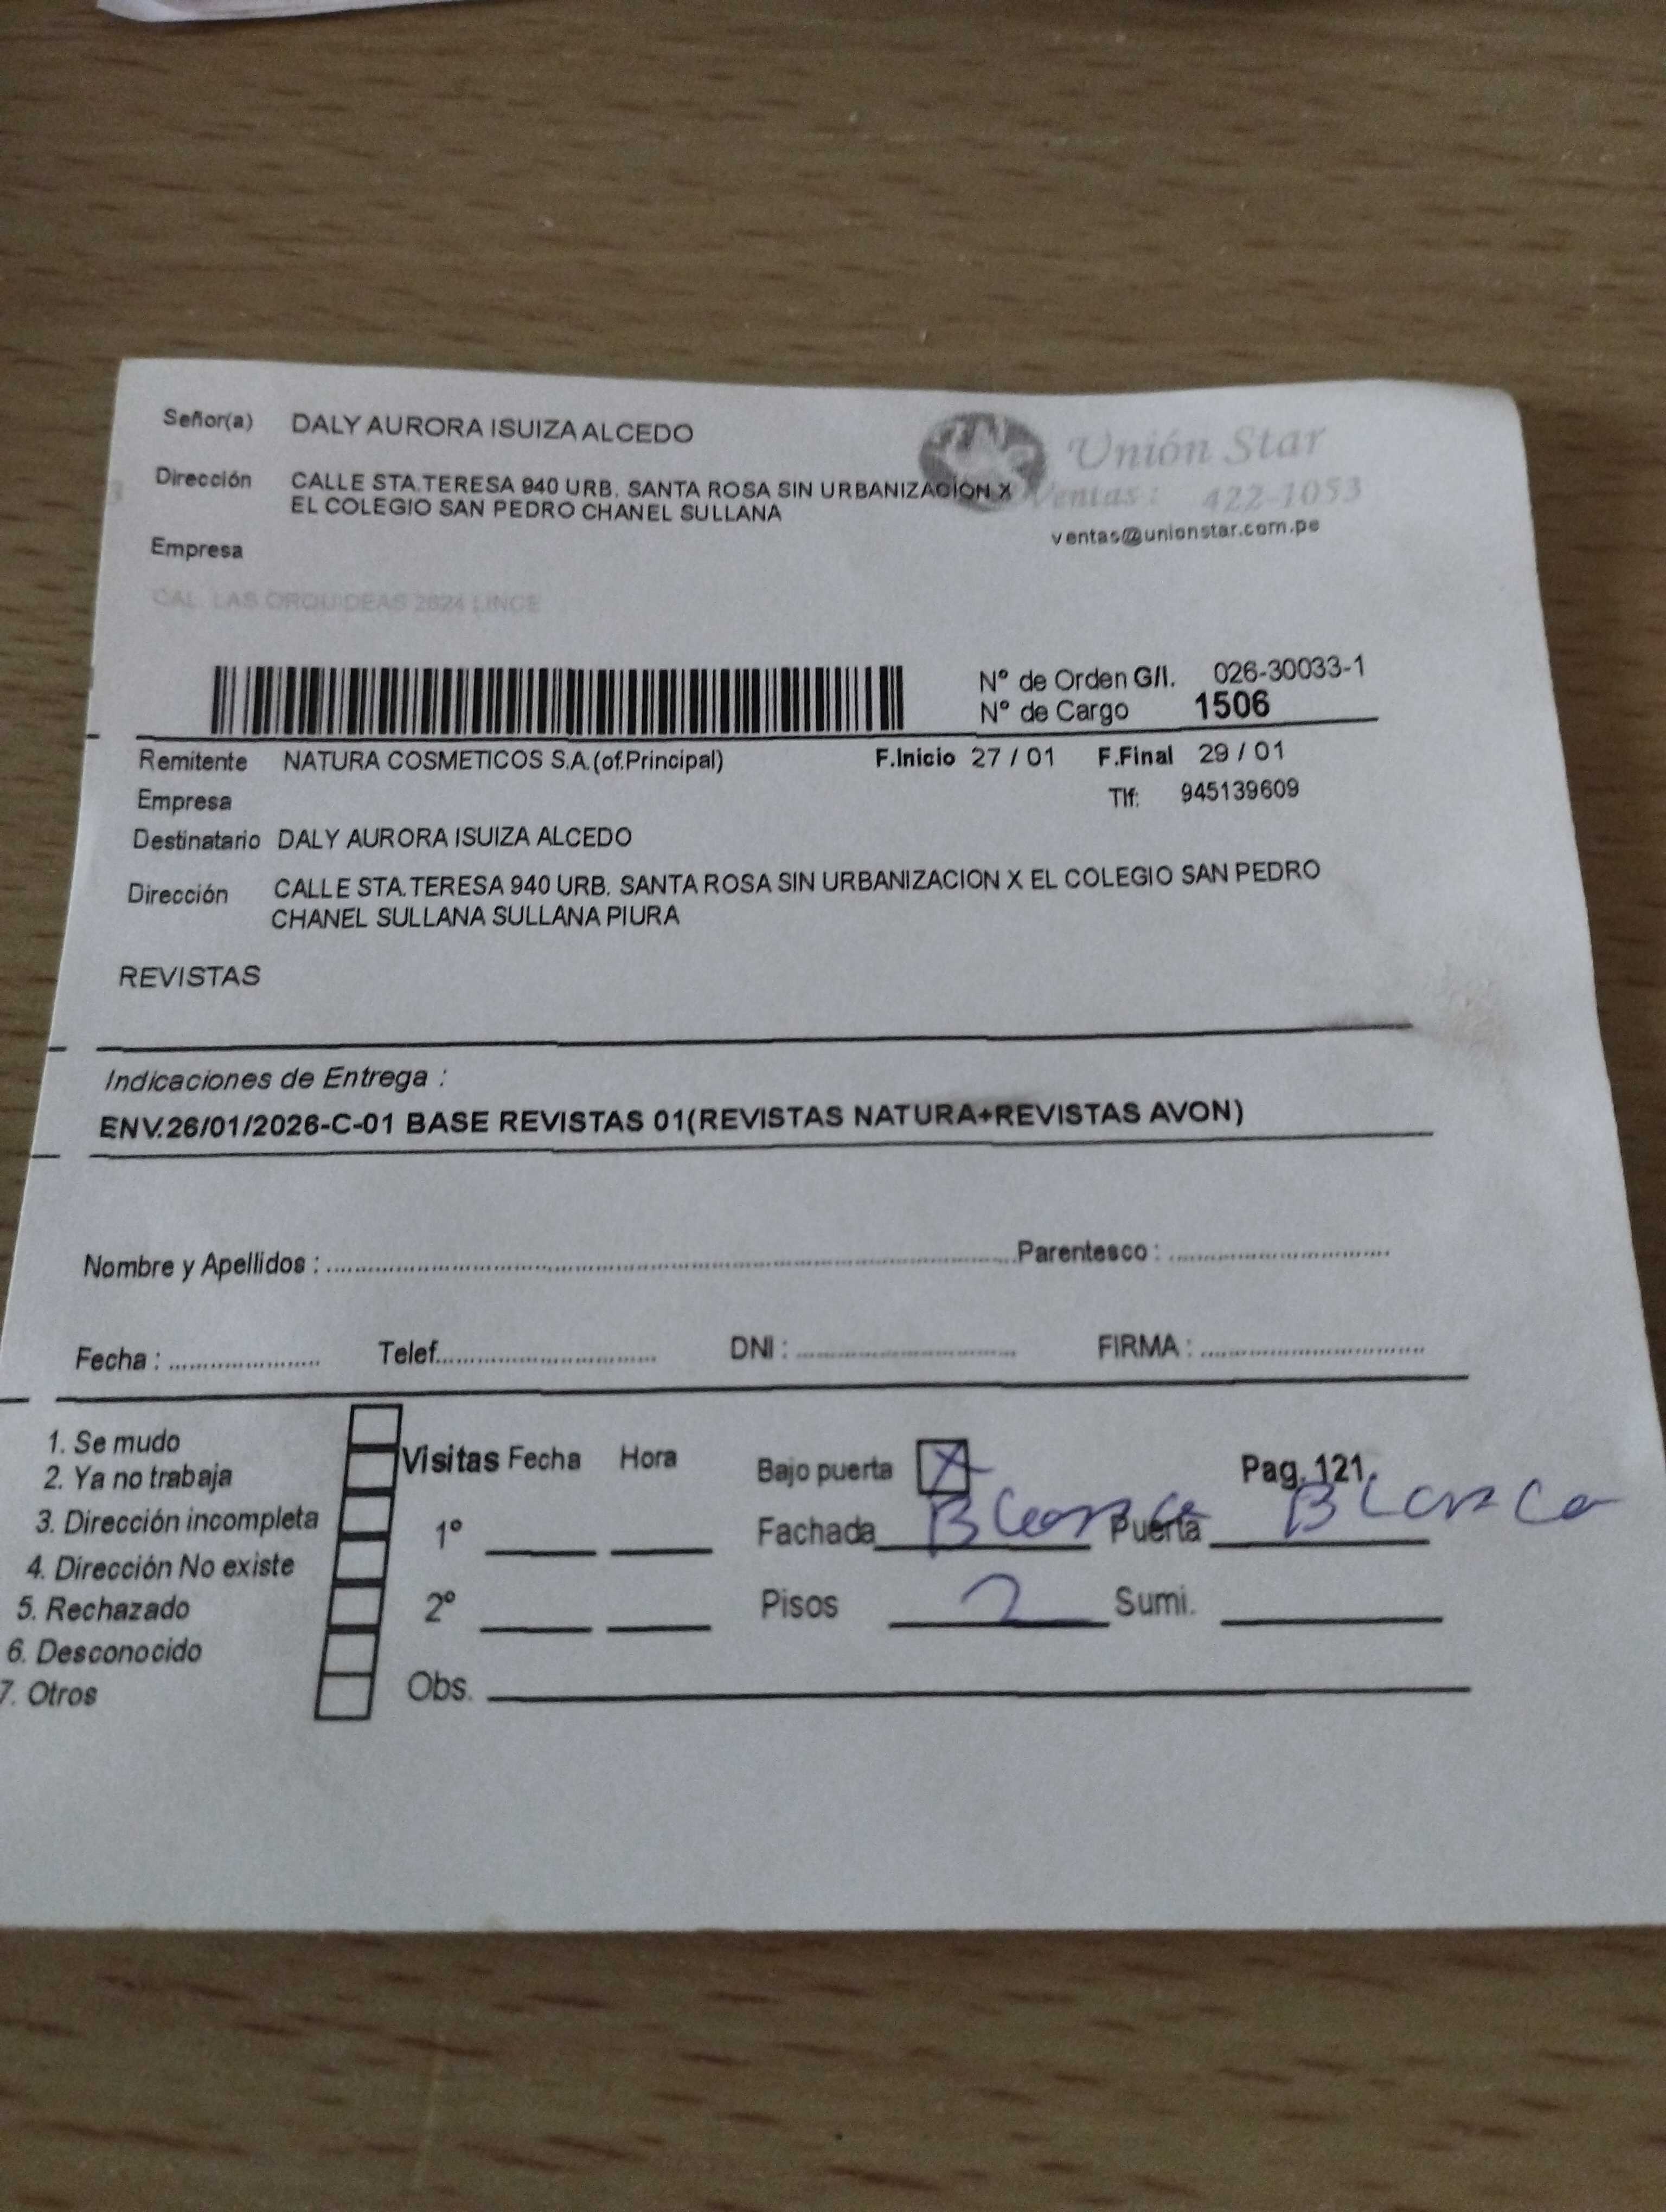 Señor(a) DALY AURORA ISUIZA ALCEDO
Unión Star
Dirección CALLE STA.TERESA 940 URB. SANTA ROSA SIN URBANIZACION X
EL COLEGIO SAN PEDRO CHANEL SULLANA
Ventas: 422-1053
ventas@unionstar.com.pe
Empresa
CAL. LAS ORQUIDEAS 2624 LINCE
Nº de Orden G/I. 026-30033-1
Nº de Cargo 1506
Remitente NATURA COSMETICOS S.A.(of.Principal) F.Inicio 27 / 01 F.Final 29 / 01
Empresa Tlf: 945139609
Destinatario DALY AURORA ISUIZA ALCEDO
Dirección CALLE STA.TERESA 940 URB. SANTA ROSA SIN URBANIZACION X EL COLEGIO SAN PEDRO
CHANEL SULLANA SULLANA PIURA
REVISTAS
Indicaciones de Entrega :
ENV.26/01/2026-C-01 BASE REVISTAS 01(REVISTAS NATURA+REVISTAS AVON)
Nombre y Apellidos : Parentesco :
Fecha : Telef. DNI : FIRMA :
1. Se mudo
2. Ya no trabaja
3. Dirección incompleta
4. Dirección No existe
5. Rechazado
6. Desconocido
7. Otros
Visitas Fecha Hora
1º
2º
Obs.
Bajo puerta X Pag. 121
Fachada Blanca Puerta Blanca
Pisos 2 Sumi.